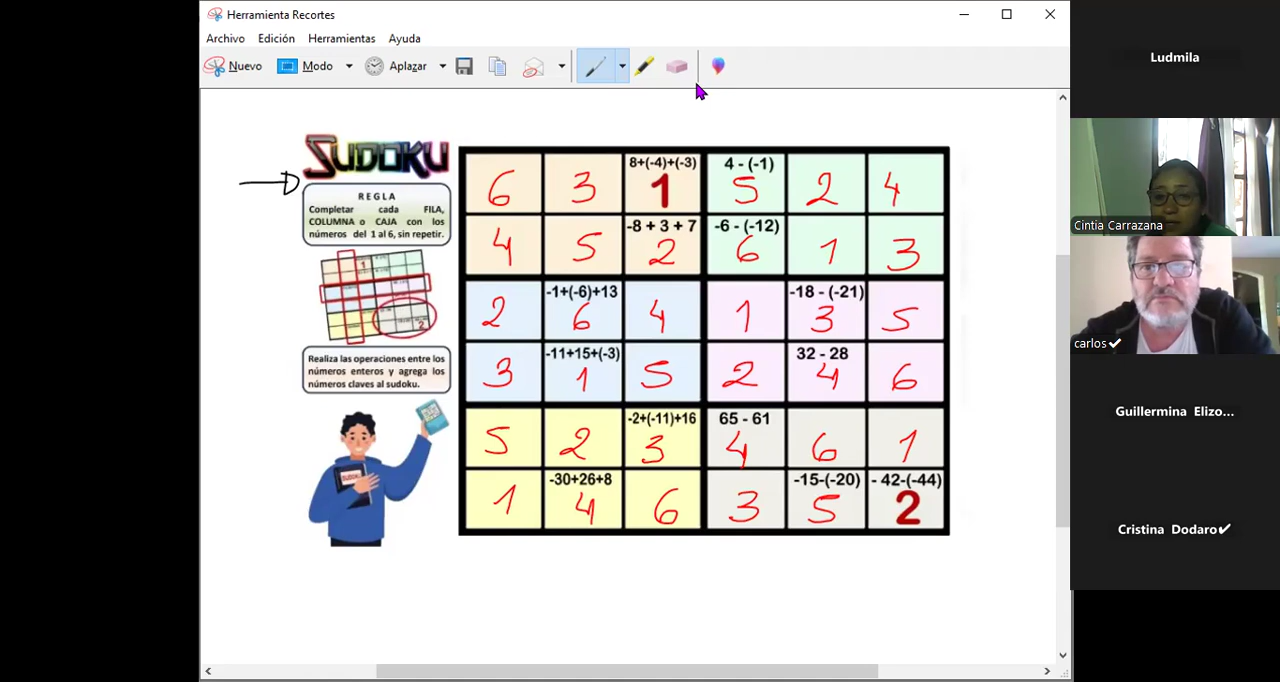 Herramienta Recortes
Archivo Edición Herramientas Ayuda
Nuevo Modo Aplazar
SUDOKU
REGLA
Completar cada FILA,
COLUMNA o CAJA con los
números del 1 al 6, sin repetir.
1
2
Realiza las operaciones entre los
números enteros y agrega los
números claves al sudoku.
SUDOKU
8+(-4)+(-3) 4 - (-1)
6 3 1 5 2 4
-8 + 3 + 7 -6 - (-12)
4 5 2 6 1 3
-1+(-6)+13 -18 - (-21)
2 6 4 1 3 5
-11+15+(-3) 32 - 28
3 1 5 2 4 6
-2+(-11)+16 65 - 61
5 2 3 4 6 1
-30+26+8 -15-(-20) - 42-(-44)
1 4 6 3 5 2
Ludmila
Cintia Carrazana
carlos✔
Guillermina Elizo...
Cristina Dodaro✔